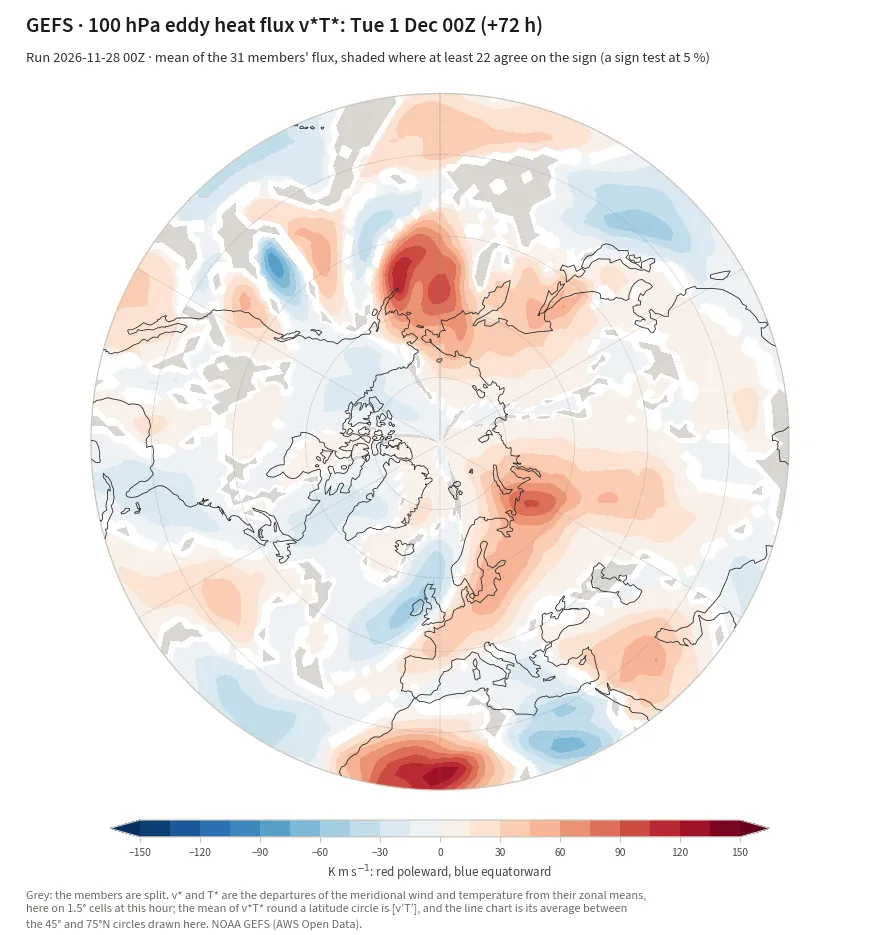 GEFS · 100 hPa eddy heat flux v*T*: Tue 1 Dec 00Z (+72 h)
Run 2026-11-28 00Z · mean of the 31 members' flux, shaded where at least 22 agree on the sign (a sign test at 5 %)
−150 −120 −90 −60 −30 0 30 60 90 120 150
K m s⁻¹: red poleward, blue equatorward
Grey: the members are split. v* and T* are the departures of the meridional wind and temperature from their zonal means,
here on 1.5° cells at this hour; the mean of v*T* round a latitude circle is [v′T′], and the line chart is its average between
the 45° and 75°N circles drawn here. NOAA GEFS (AWS Open Data).